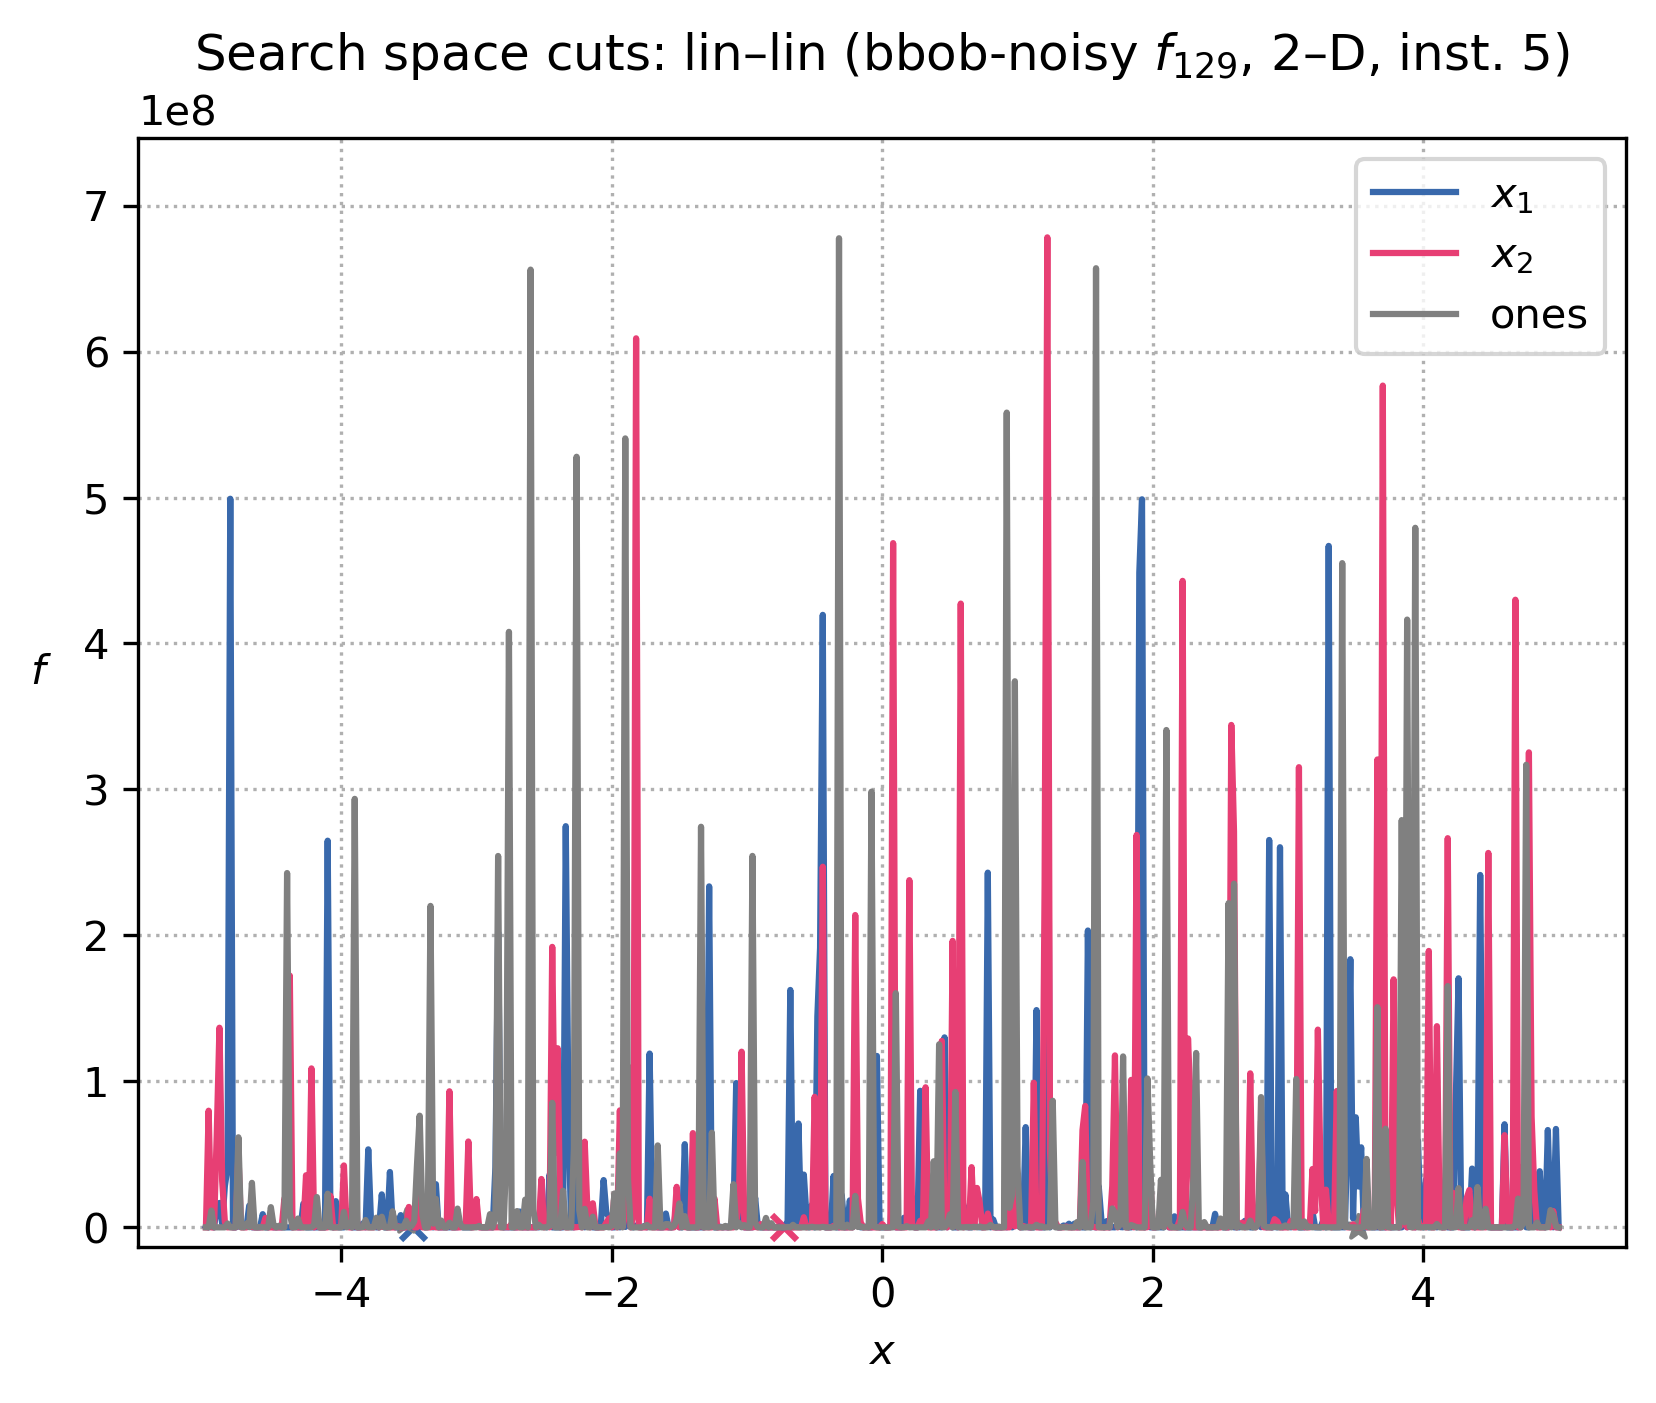 Search space cuts: lin–lin (bbob-noisy f129, 2–D, inst. 5)
1e8
7
6
5
4
3
2
1
0
f
−4
−2
0
2
4
x
x1
x2
ones